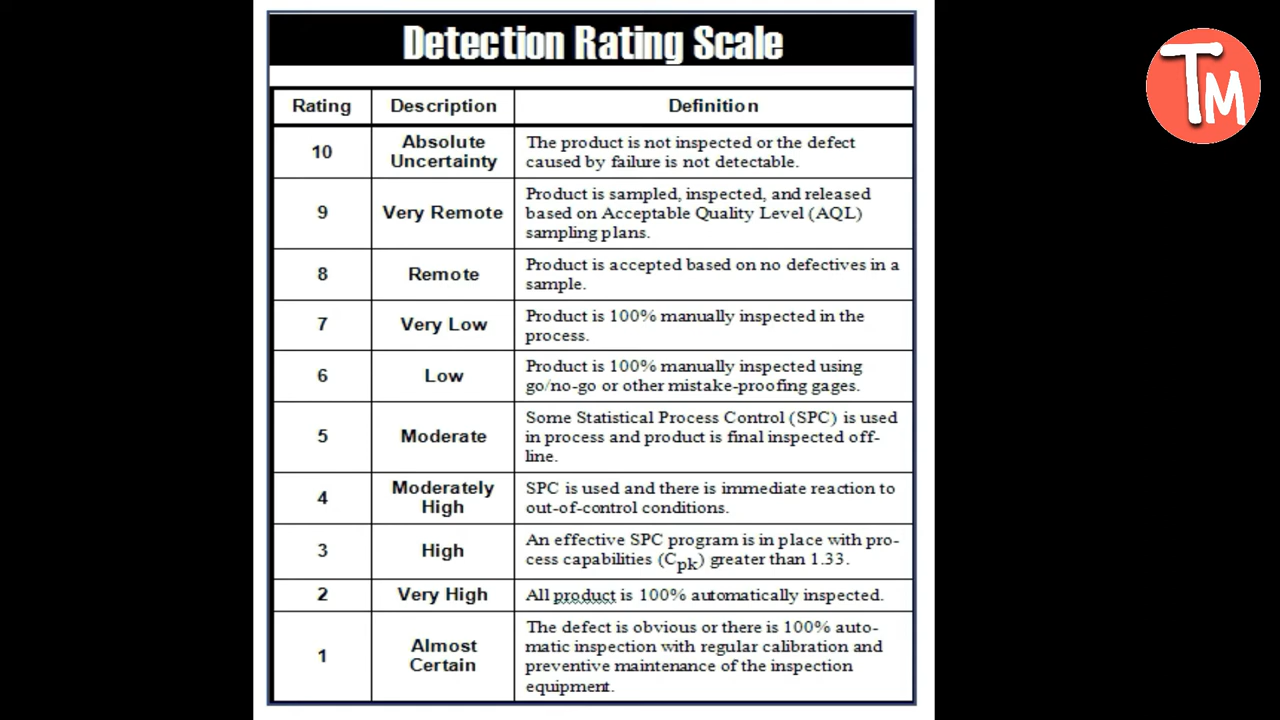 Detection Rating Scale
TM
Rating Description Definition
10 Absolute Uncertainty The product is not inspected or the defect
caused by failure is not detectable.
9 Very Remote Product is sampled, inspected, and released
based on Acceptable Quality Level (AQL)
sampling plans.
8 Remote Product is accepted based on no defectives in a
sample.
7 Very Low Product is 100% manually inspected in the
process.
6 Low Product is 100% manually inspected using
go/no-go or other mistake-proofing gages.
5 Moderate Some Statistical Process Control (SPC) is used
in process and product is final inspected off-
line.
4 Moderately High SPC is used and there is immediate reaction to
out-of-control conditions.
3 High An effective SPC program is in place with pro-
cess capabilities (Cpk) greater than 1.33.
2 Very High All product is 100% automatically inspected.
1 Almost Certain The defect is obvious or there is 100% auto-
matic inspection with regular calibration and
preventive maintenance of the inspection
equipment.